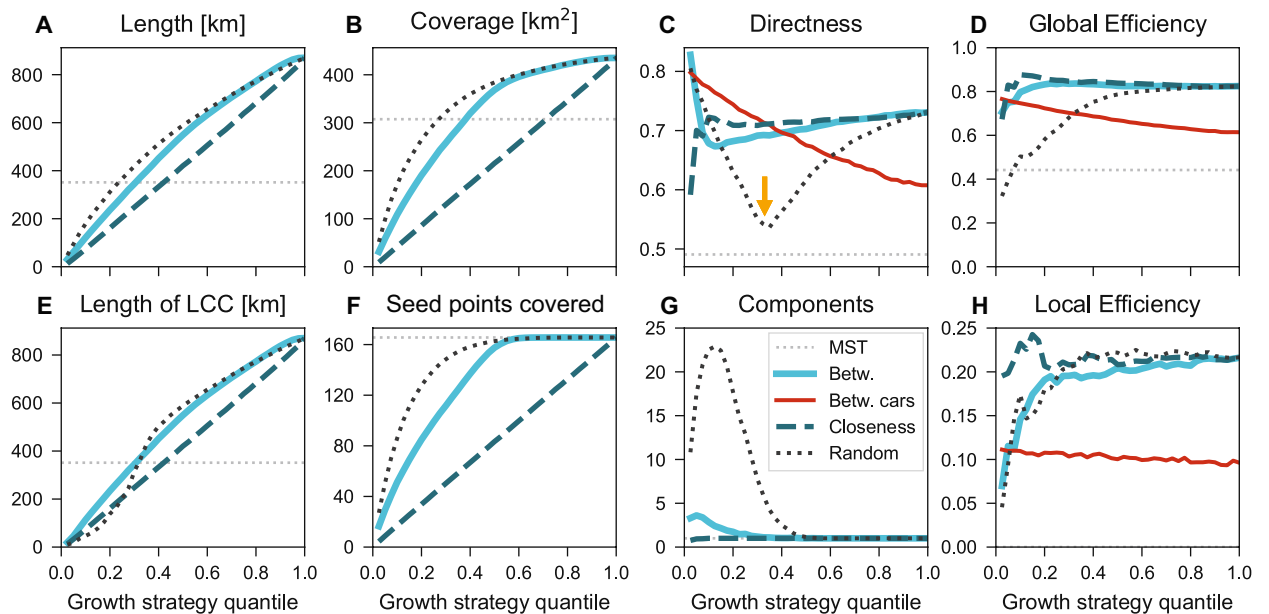 A Length [km]
800
600
400
200
0
B Coverage [km²]
400
300
200
100
0
C Directness
0.8
0.7
0.6
0.5
D Global Efficiency
1.0
0.8
0.6
0.4
0.2
0.0
E Length of LCC [km]
800
600
400
200
0
0.0 0.2 0.4 0.6 0.8 1.0
Growth strategy quantile
F Seed points covered
160
120
80
40
0
0.0 0.2 0.4 0.6 0.8 1.0
Growth strategy quantile
G Components
25
20
15
10
5
0
MST
Betw.
Betw. cars
Closeness
Random
0.0 0.2 0.4 0.6 0.8 1.0
Growth strategy quantile
H Local Efficiency
0.25
0.20
0.15
0.10
0.05
0.00
0.0 0.2 0.4 0.6 0.8 1.0
Growth strategy quantile